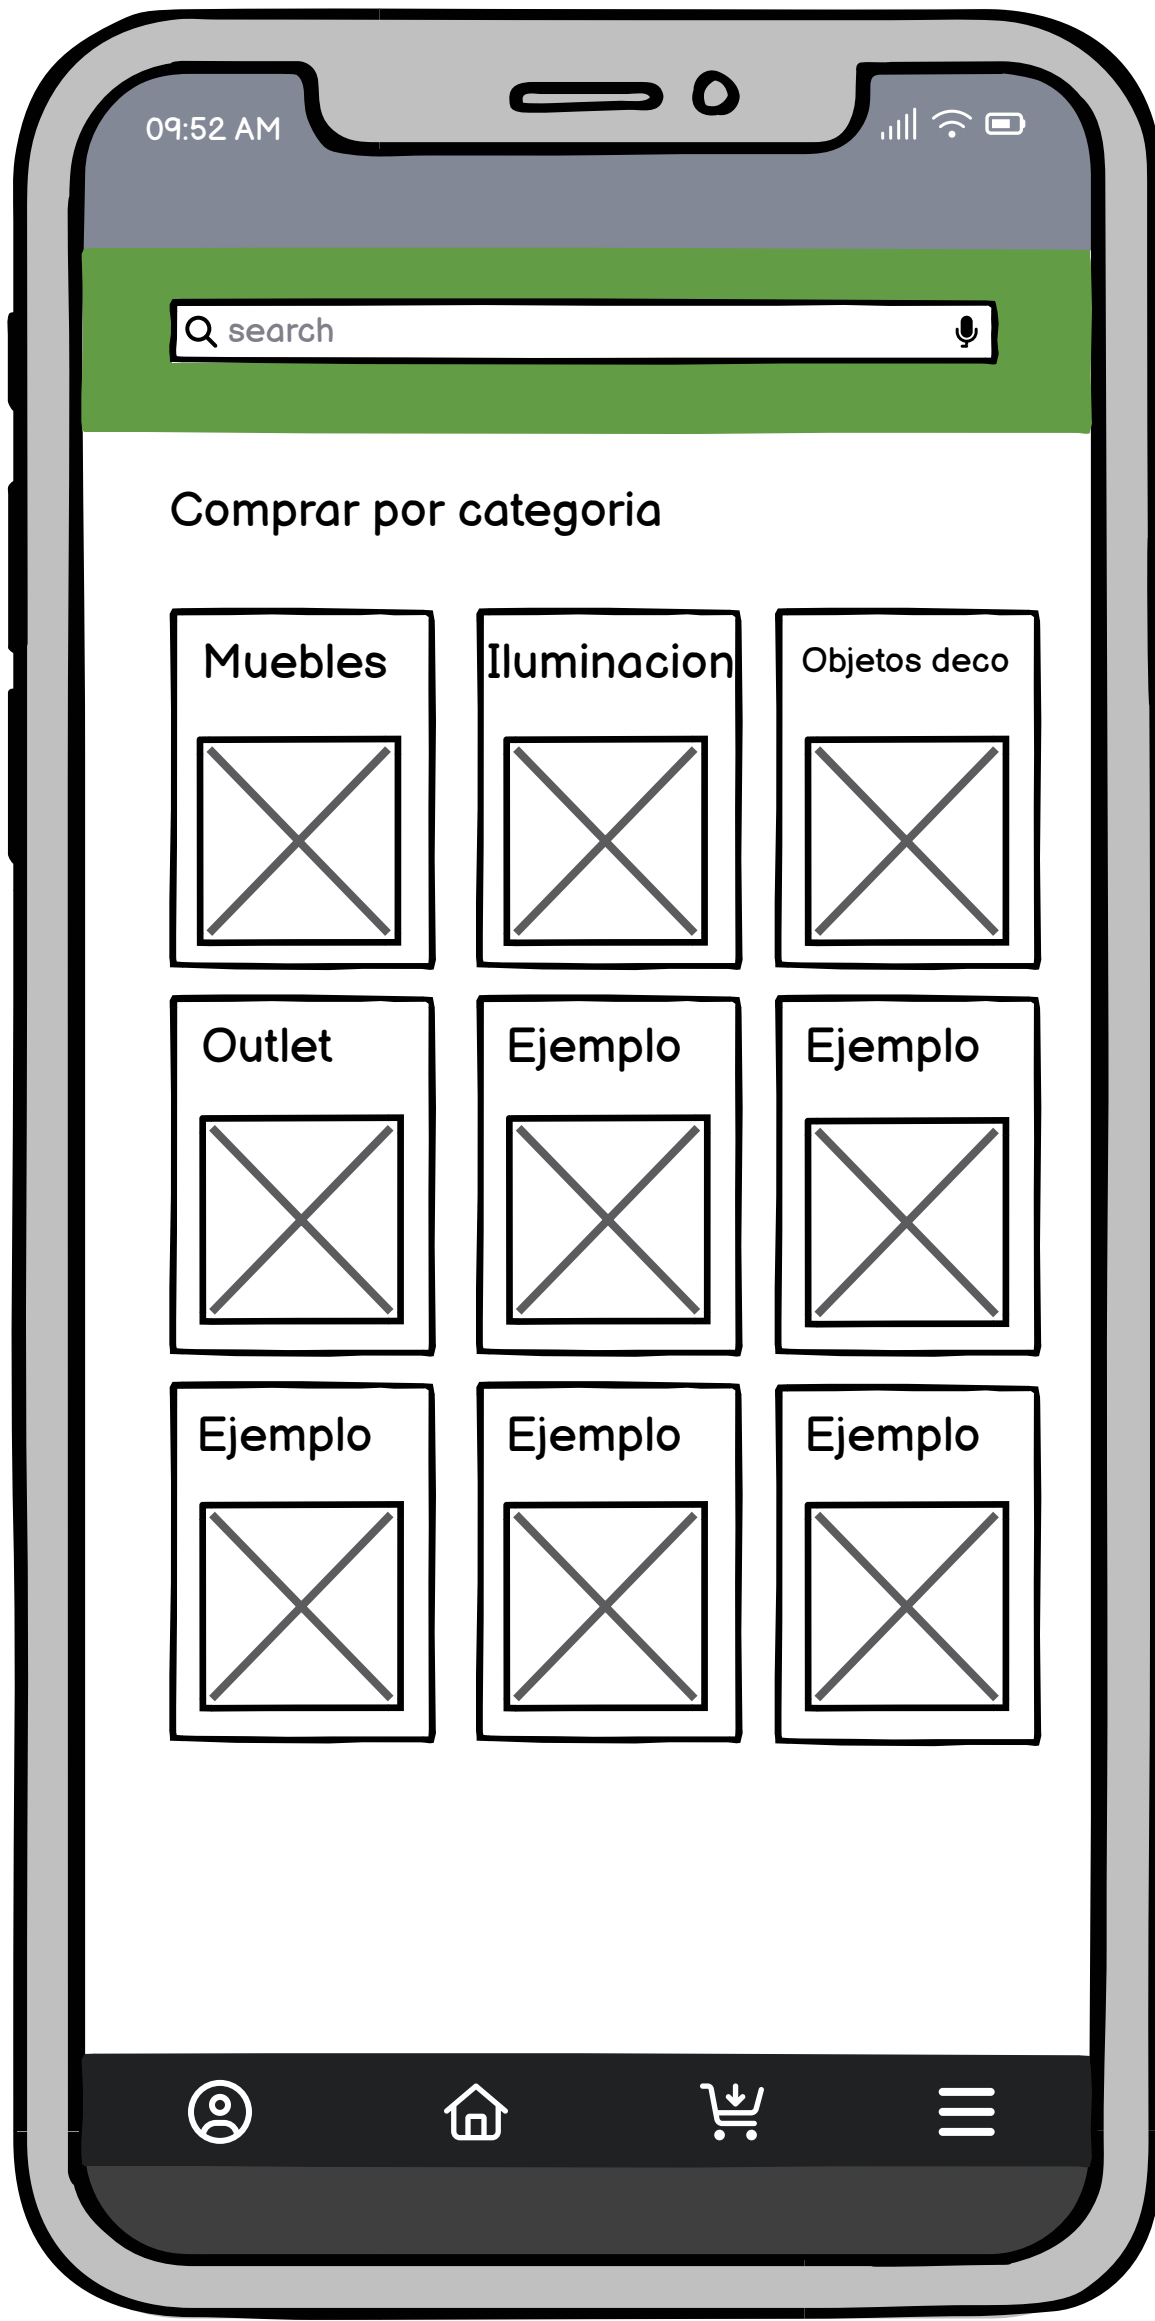 09:52 AM
search
Comprar por categoria
Muebles
Iluminacion
Objetos deco
Outlet
Ejemplo
Ejemplo
Ejemplo
Ejemplo
Ejemplo